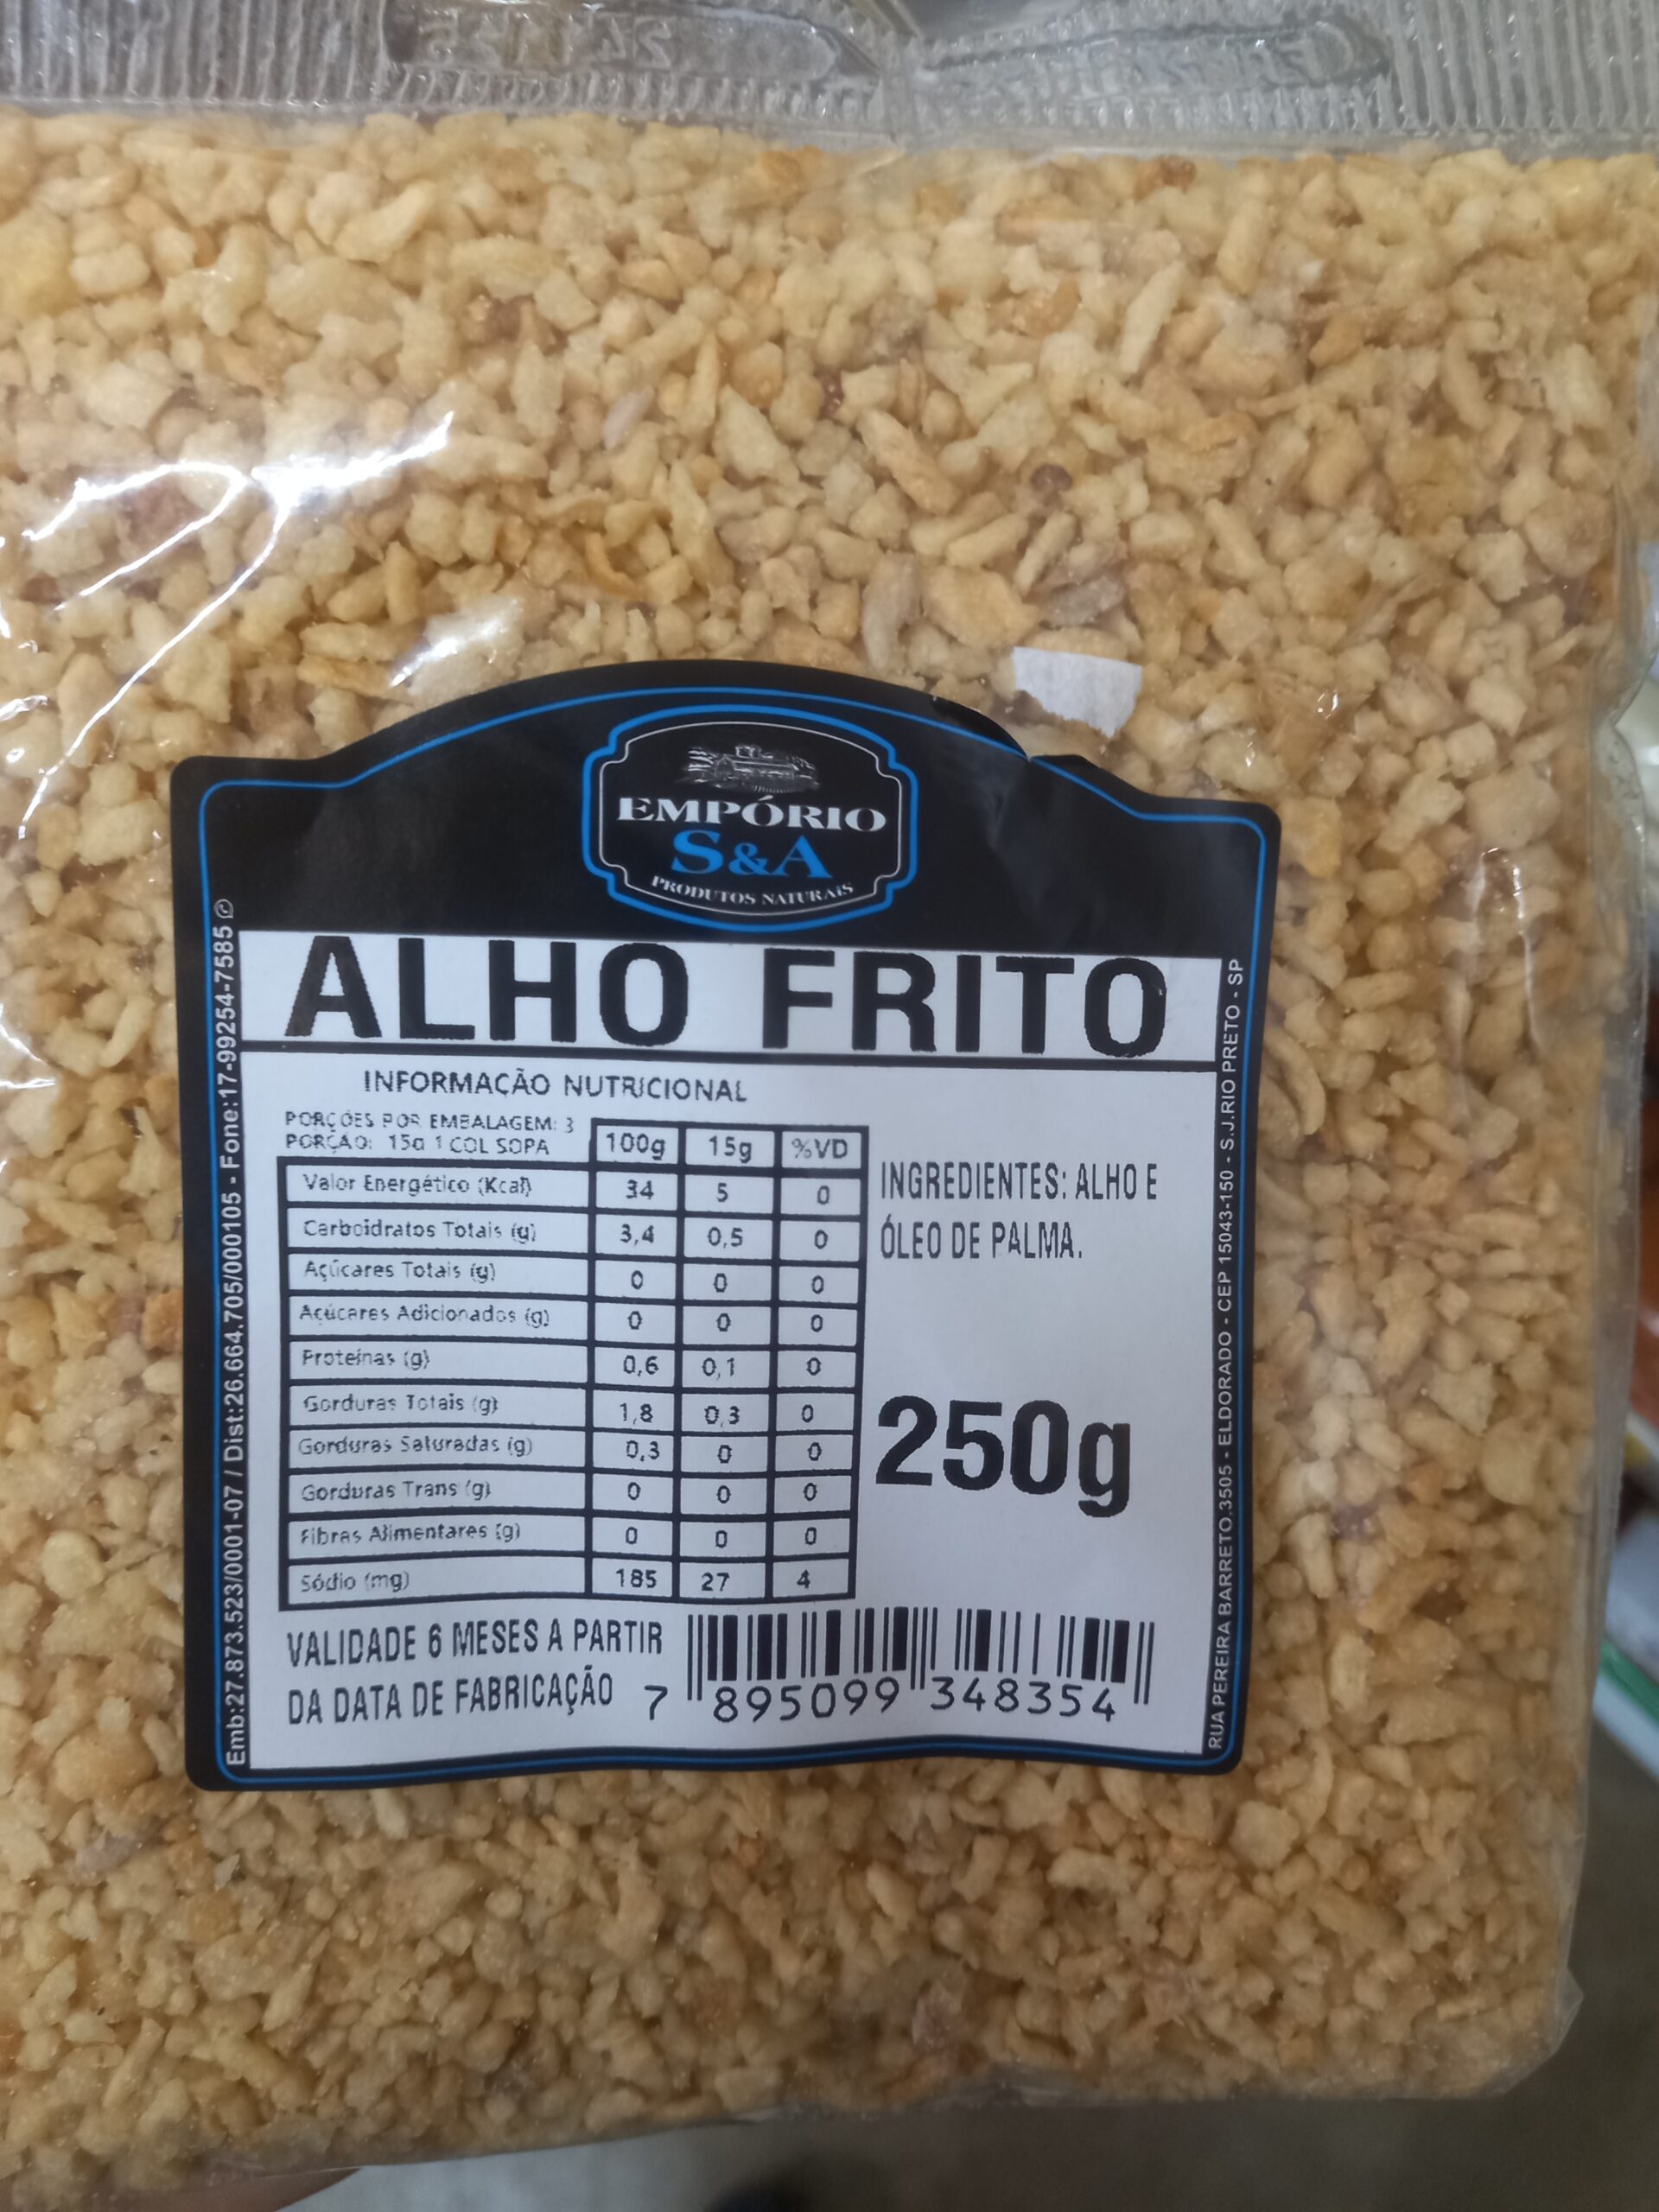 EMPÓRIO
S&A
PRODUTOS NATURAIS
ALHO FRITO
INFORMAÇÃO NUTRICIONAL
PORÇÕES POR EMBALAGEM: 3
PORÇÃO: 15g 1 COL SOPA
100g 15g %VD
Valor Energético (Kcal) 34 5 0
Carboidratos Totais (g) 3,4 0,5 0
Açúcares Totais (g) 0 0 0
Açúcares Adicionados (g) 0 0 0
Proteínas (g) 0,6 0,1 0
Gorduras Totais (g) 1,8 0,3 0
Gorduras Saturadas (g) 0,3 0 0
Gorduras Trans (g) 0 0 0
Fibras Alimentares (g) 0 0 0
Sódio (mg) 185 27 4
INGREDIENTES: ALHO E
ÓLEO DE PALMA.
250g
VALIDADE 6 MESES A PARTIR
DA DATA DE FABRICAÇÃO
7 895099 348354
Emb:27.873.523/0001-07 / Dist:26.664.705/000105 - Fone:17-99254-7585
RUA PEREIRA BARRETO,3505 - ELDORADO - CEP 15043-150 - S.J.RIO PRETO - SP